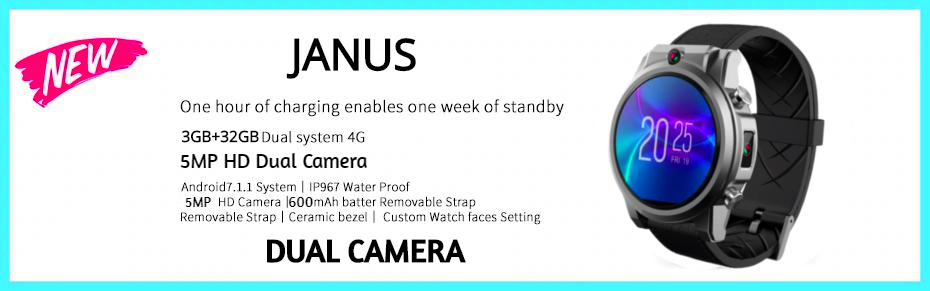 NEW
JANUS
One hour of charging enables one week of standby
3GB+32GB Dual system 4G
5MP HD Dual Camera
Android7.1.1 System | IP967 Water Proof
5MP HD Camera |600mAh batter Removable Strap
Removable Strap | Ceramic bezel | Custom Watch faces Setting
DUAL CAMERA
20 25
FRI 19